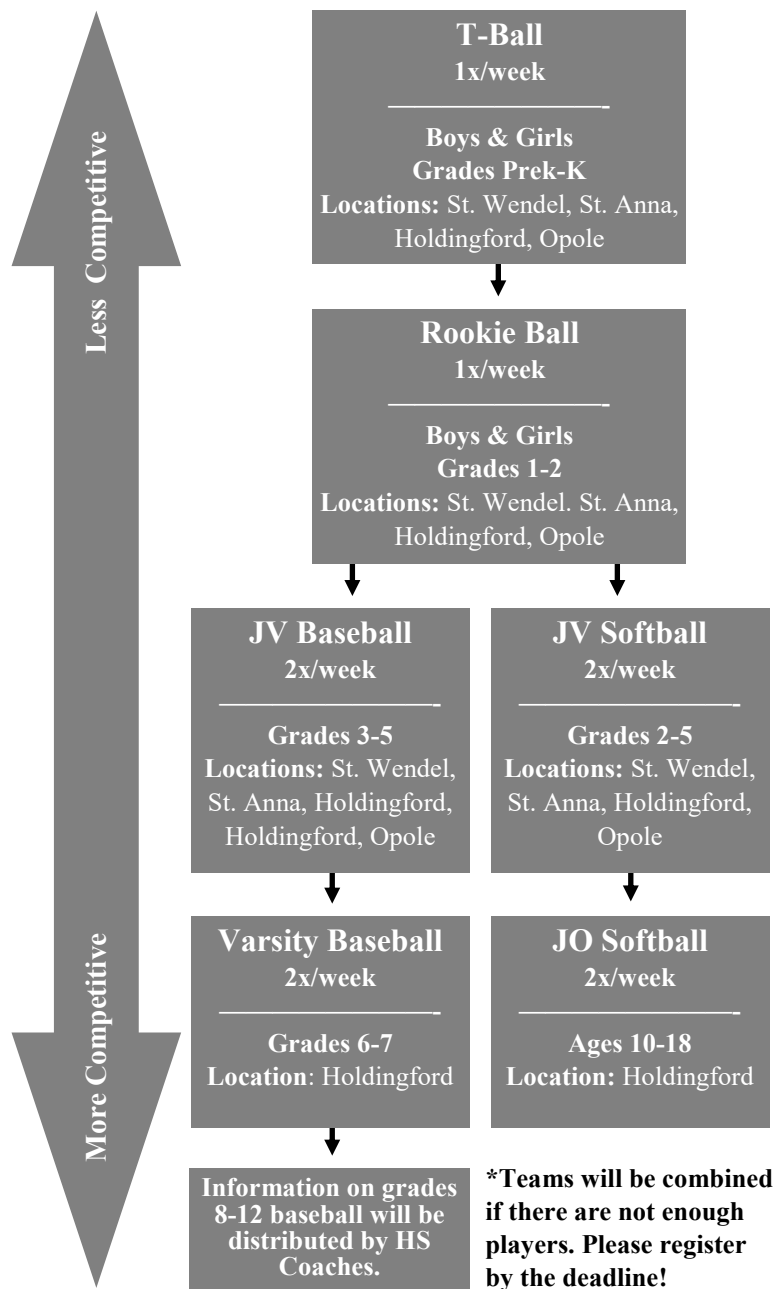 Less Competitive
More Competitive
T-Ball
1x/week
Boys & Girls
Grades Prek-K
Locations: St. Wendel, St. Anna,
Holdingford, Opole
Rookie Ball
1x/week
Boys & Girls
Grades 1-2
Locations: St. Wendel. St. Anna,
Holdingford, Opole
JV Baseball
2x/week
Grades 3-5
Locations: St. Wendel,
St. Anna, Holdingford,
Holdingford, Opole
JV Softball
2x/week
Grades 2-5
Locations: St. Wendel,
St. Anna, Holdingford,
Opole
Varsity Baseball
2x/week
Grades 6-7
Location: Holdingford
JO Softball
2x/week
Ages 10-18
Location: Holdingford
Information on grades
8-12 baseball will be
distributed by HS
Coaches.
*Teams will be combined
if there are not enough
players. Please register
by the deadline!